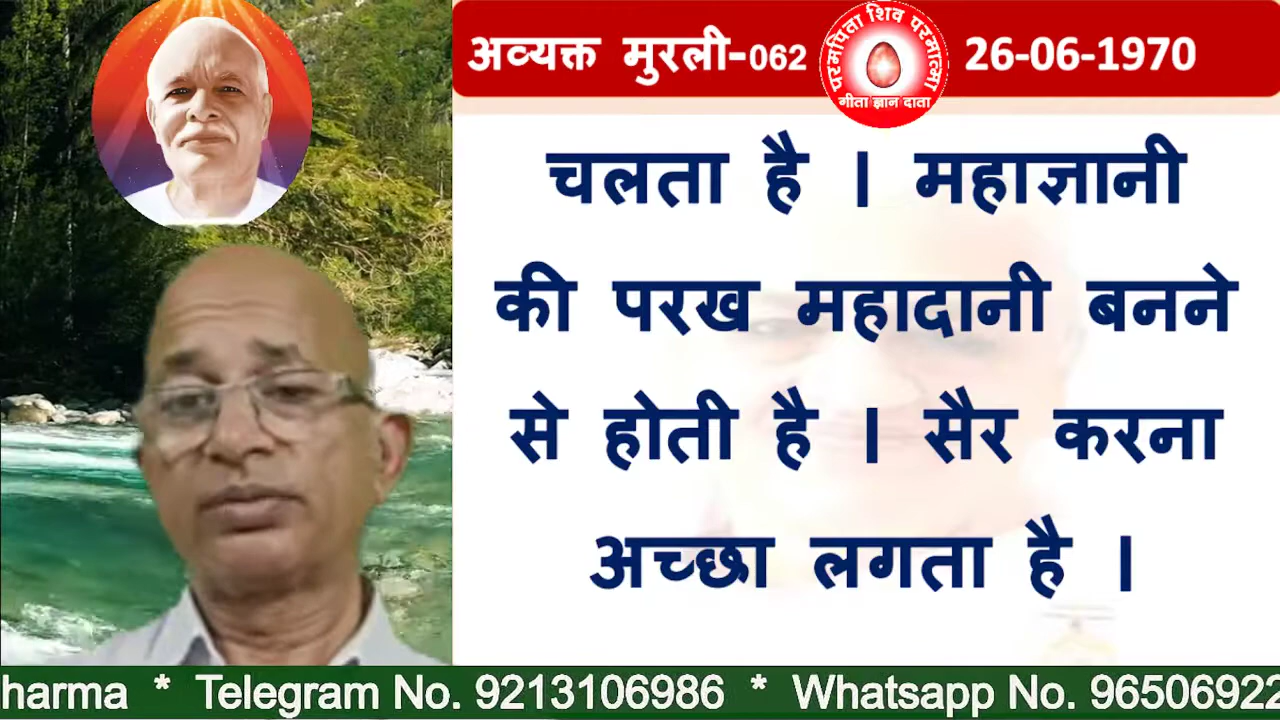 अव्यक्त मुरली-062
परमपिता शिव परमात्मा
गीता ज्ञान दाता
26-06-1970
चलता है । महाज्ञानी
की परख महादानी बनने
से होती है । सैर करना
अच्छा लगता है ।
harma * Telegram No. 9213106986 * Whatsapp No. 96506922